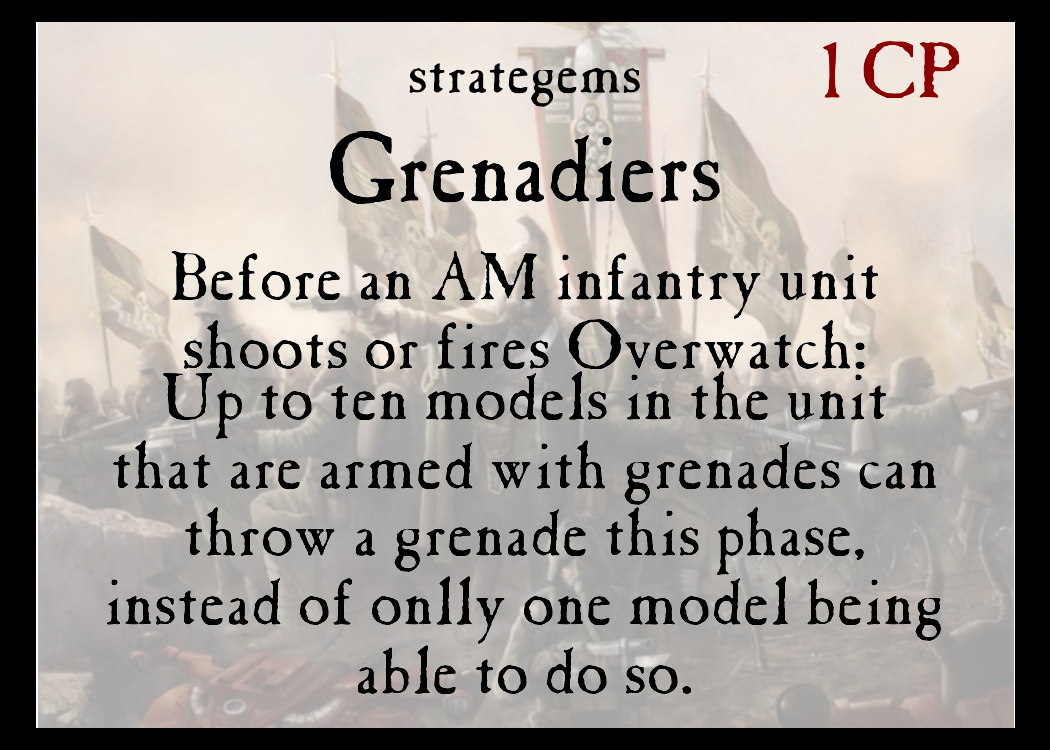 strategems
1 CP
Grenadiers
Before an AM infantry unit
shoots or fires Overwatch:
Up to ten models in the unit
that are armed with grenades can
throw a grenade this phase,
instead of onlly one model being
able to do so.